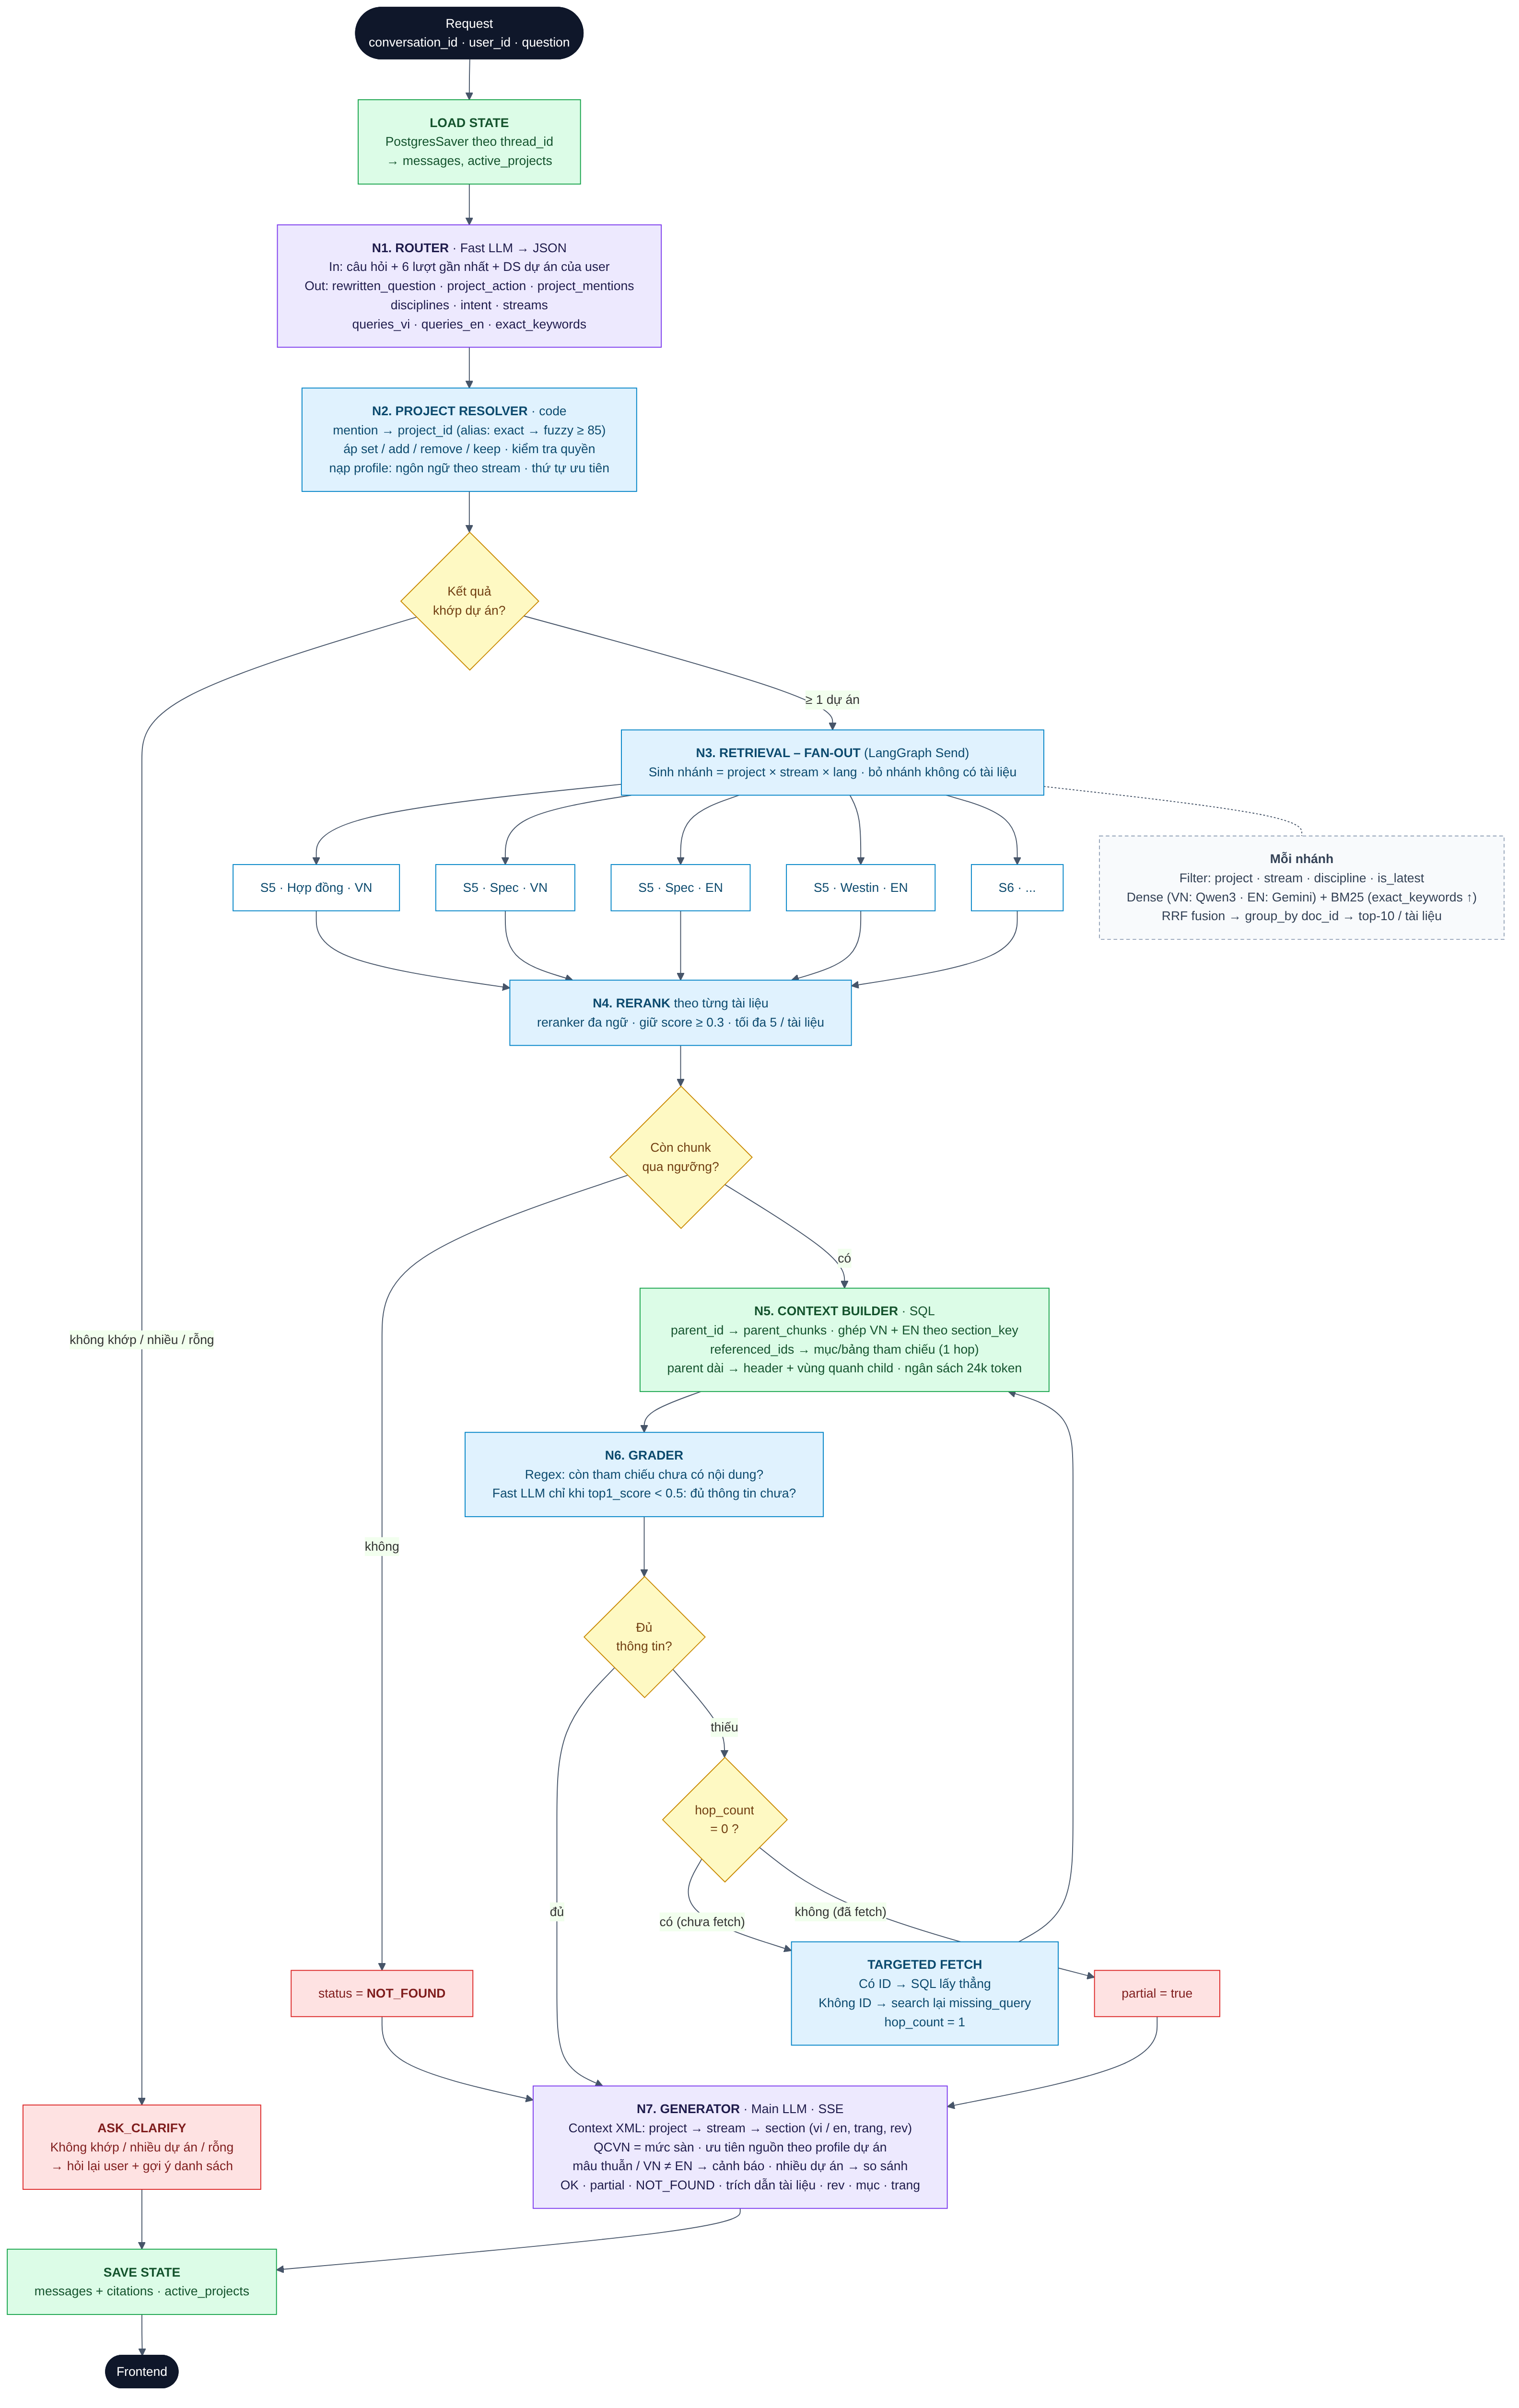 Request
conversation_id · user_id · question
LOAD STATE
PostgresSaver theo thread_id
→ messages, active_projects
N1. ROUTER · Fast LLM → JSON
In: câu hỏi + 6 lượt gần nhất + DS dự án của user
Out: rewritten_question · project_action · project_mentions
disciplines · intent · streams
queries_vi · queries_en · exact_keywords
N2. PROJECT RESOLVER · code
mention → project_id (alias: exact → fuzzy ≥ 85)
áp set / add / remove / keep · kiểm tra quyền
nạp profile: ngôn ngữ theo stream · thứ tự ưu tiên
Kết quả
khớp dự án?
≥ 1 dự án
N3. RETRIEVAL – FAN-OUT (LangGraph Send)
Sinh nhánh = project × stream × lang · bỏ nhánh không có tài liệu
Mỗi nhánh
Filter: project · stream · discipline · is_latest
Dense (VN: Qwen3 · EN: Gemini) + BM25 (exact_keywords ↑)
RRF fusion → group_by doc_id → top-10 / tài liệu
S5 · Hợp đồng · VN
S5 · Spec · VN
S5 · Spec · EN
S5 · Westin · EN
S6 · ...
N4. RERANK theo từng tài liệu
reranker đa ngữ · giữ score ≥ 0.3 · tối đa 5 / tài liệu
Còn chunk
qua ngưỡng?
có
không khớp / nhiều / rỗng
N5. CONTEXT BUILDER · SQL
parent_id → parent_chunks · ghép VN + EN theo section_key
referenced_ids → mục/bảng tham chiếu (1 hop)
parent dài → header + vùng quanh child · ngân sách 24k token
N6. GRADER
Regex: còn tham chiếu chưa có nội dung?
Fast LLM chỉ khi top1_score < 0.5: đủ thông tin chưa?
không
Đủ
thông tin?
thiếu
hop_count
= 0 ?
đủ
có (chưa fetch)
không (đã fetch)
TARGETED FETCH
Có ID → SQL lấy thẳng
Không ID → search lại missing_query
hop_count = 1
status = NOT_FOUND
partial = true
N7. GENERATOR · Main LLM · SSE
Context XML: project → stream → section (vi / en, trang, rev)
QCVN = mức sàn · ưu tiên nguồn theo profile dự án
mâu thuẫn / VN ≠ EN → cảnh báo · nhiều dự án → so sánh
OK · partial · NOT_FOUND · trích dẫn tài liệu · rev · mục · trang
ASK_CLARIFY
Không khớp / nhiều dự án / rỗng
→ hỏi lại user + gợi ý danh sách
SAVE STATE
messages + citations · active_projects
Frontend